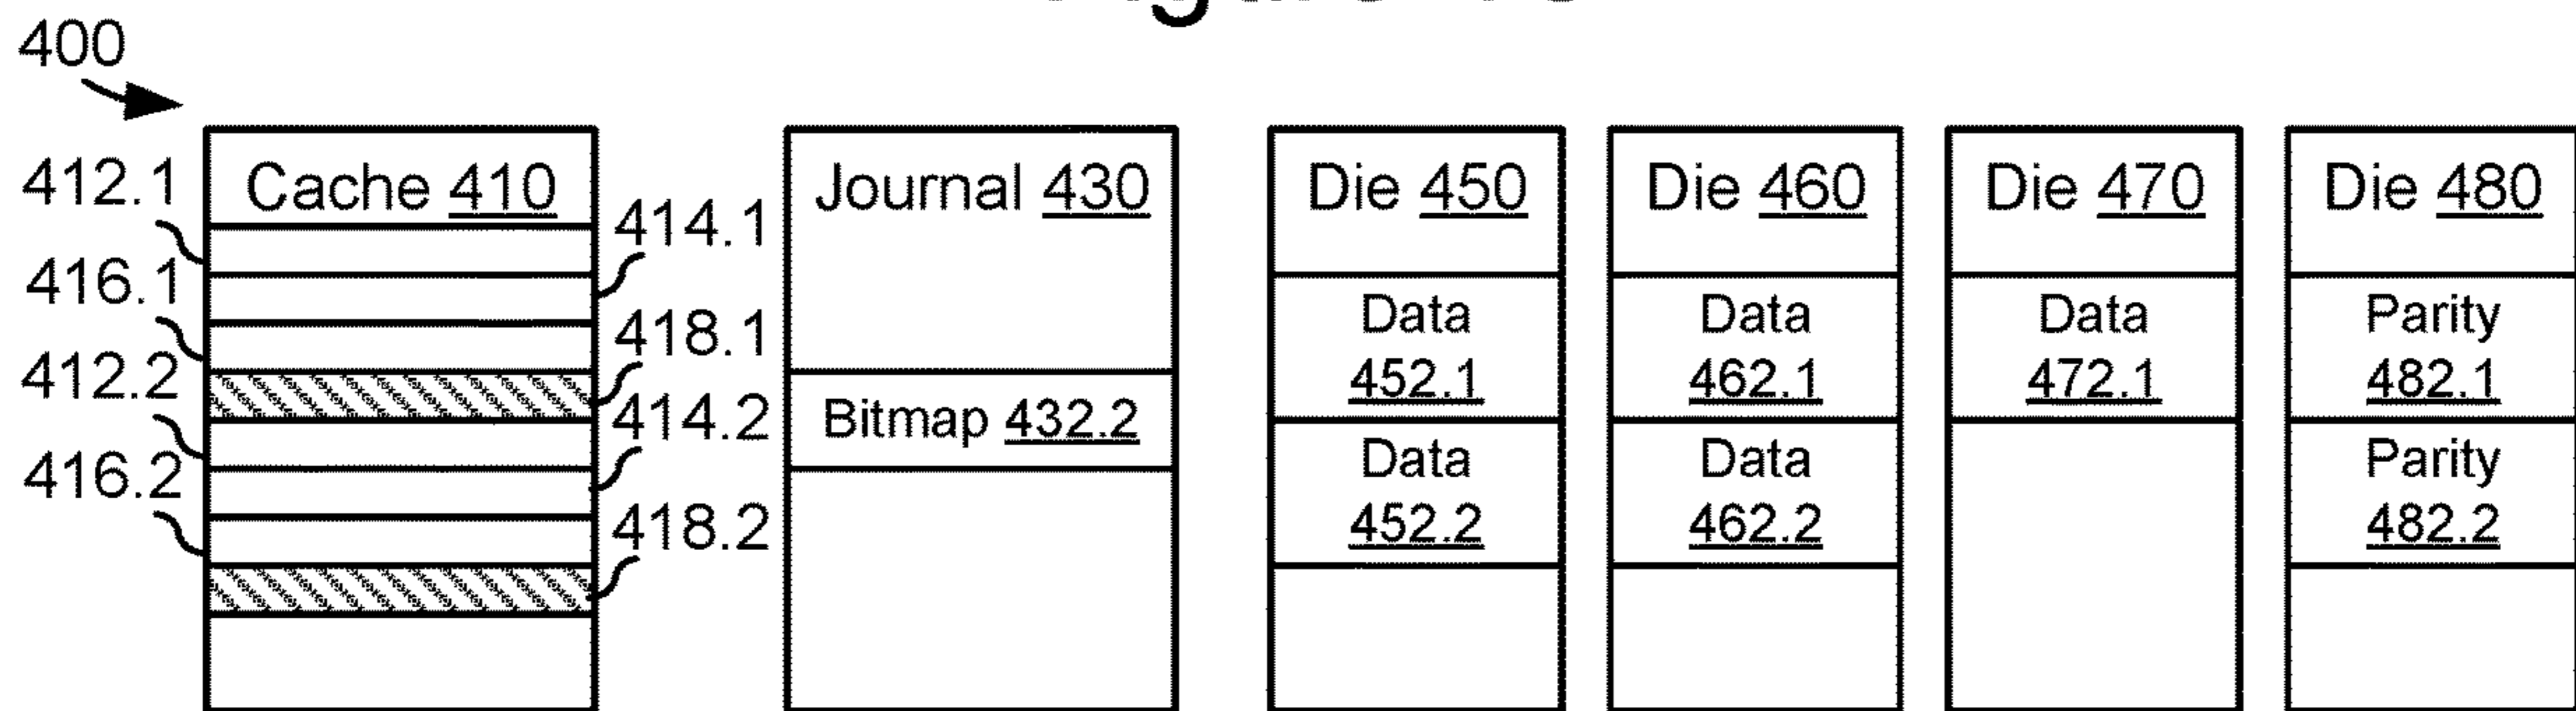 400
412.1
416.1
412.2
416.2
Cache 410
414.1
418.1
414.2
418.2
Journal 430
Bitmap 432.2
Die 450
Data
452.1
Data
452.2
Die 460
Data
462.1
Data
462.2
Die 470
Data
472.1
Die 480
Parity
482.1
Parity
482.2